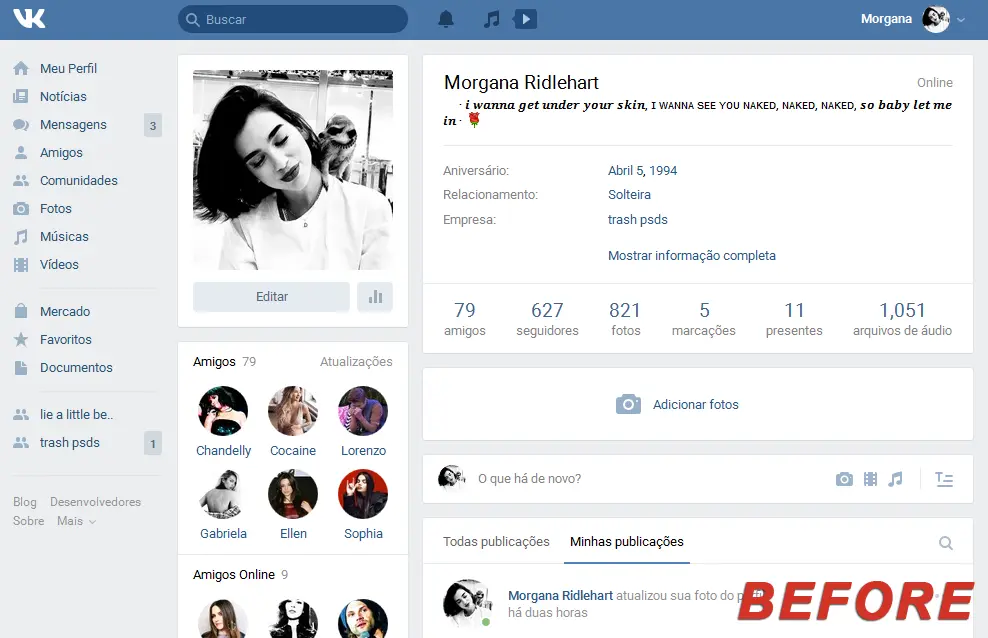 VK
Buscar
Morgana
Meu Perfil
Notícias
Mensagens 3
Amigos
Comunidades
Fotos
Músicas
Vídeos
Mercado
Favoritos
Documentos
lie a little be..
trash psds 1
Blog Desenvolvedores
Sobre Mais
Editar
Amigos 79 Atualizações
Chandelly Cocaine Lorenzo
Gabriela Ellen Sophia
Amigos Online 9
Morgana Ridlehart Online
· i wanna get under your skin, I WANNA SEE YOU NAKED, NAKED, NAKED, so baby let me
in · 🌹
Aniversário: Abril 5, 1994
Relacionamento: Solteira
Empresa: trash psds
Mostrar informação completa
79 627 821 5 11 1,051
amigos seguidores fotos marcações presentes arquivos de áudio
Adicionar fotos
O que há de novo?
Todas publicações Minhas publicações
Morgana Ridlehart atualizou sua foto do
há duas horas
BEFORE